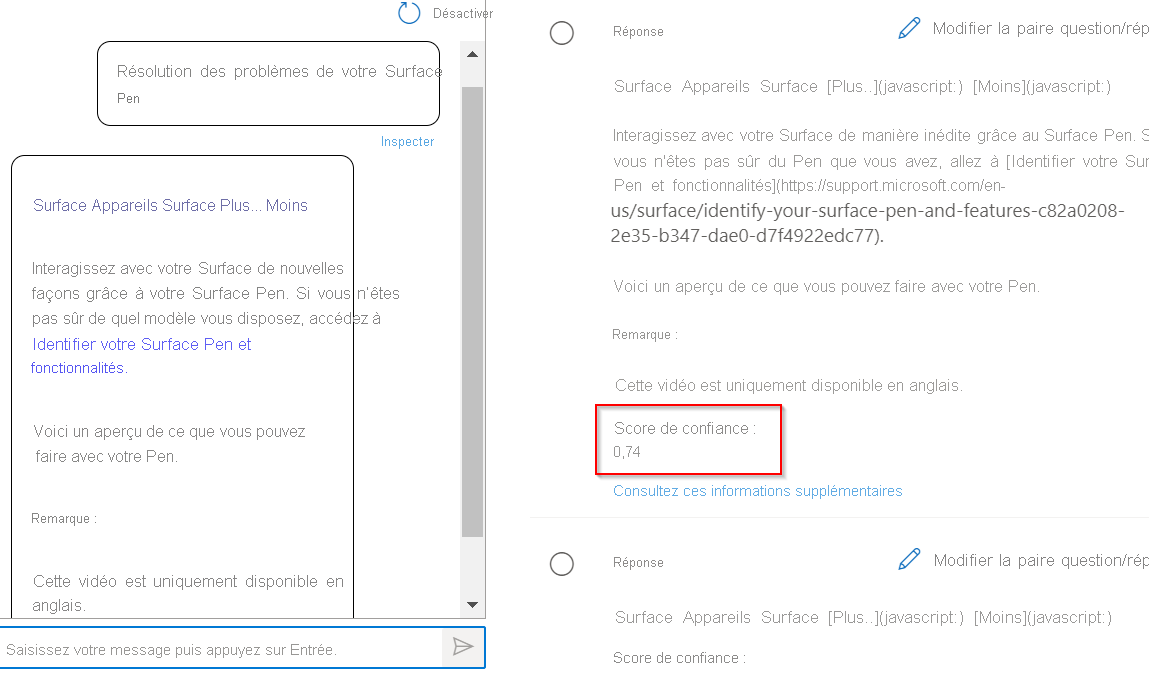 Désactiver
Résolution des problèmes de votre Surface
Pen
Inspecter
Surface Appareils Surface Plus... Moins
Interagissez avec votre Surface de nouvelles
façons grâce à votre Surface Pen. Si vous n'êtes
pas sûr de quel modèle vous disposez, accédez à
Identifier votre Surface Pen et
fonctionnalités.
Voici un aperçu de ce que vous pouvez
faire avec votre Pen.
Remarque :
Cette vidéo est uniquement disponible en
anglais.
Saisissez votre message puis appuyez sur Entrée.
Réponse
Modifier la paire question/rép
Surface Appareils Surface [Plus..](javascript:) [Moins](javascript:)
Interagissez avec votre Surface de manière inédite grâce au Surface Pen. S
vous n'êtes pas sûr du Pen que vous avez, allez à [Identifier votre Sur
Pen et fonctionnalités](https://support.microsoft.com/en-
us/surface/identify-your-surface-pen-and-features-c82a0208-
2e35-b347-dae0-d7f4922edc77).
Voici un aperçu de ce que vous pouvez faire avec votre Pen.
Remarque :
Cette vidéo est uniquement disponible en anglais.
Score de confiance :
0,74
Consultez ces informations supplémentaires
Réponse
Modifier la paire question/rép
Surface Appareils Surface [Plus..](javascript:) [Moins](javascript:)
Score de confiance :